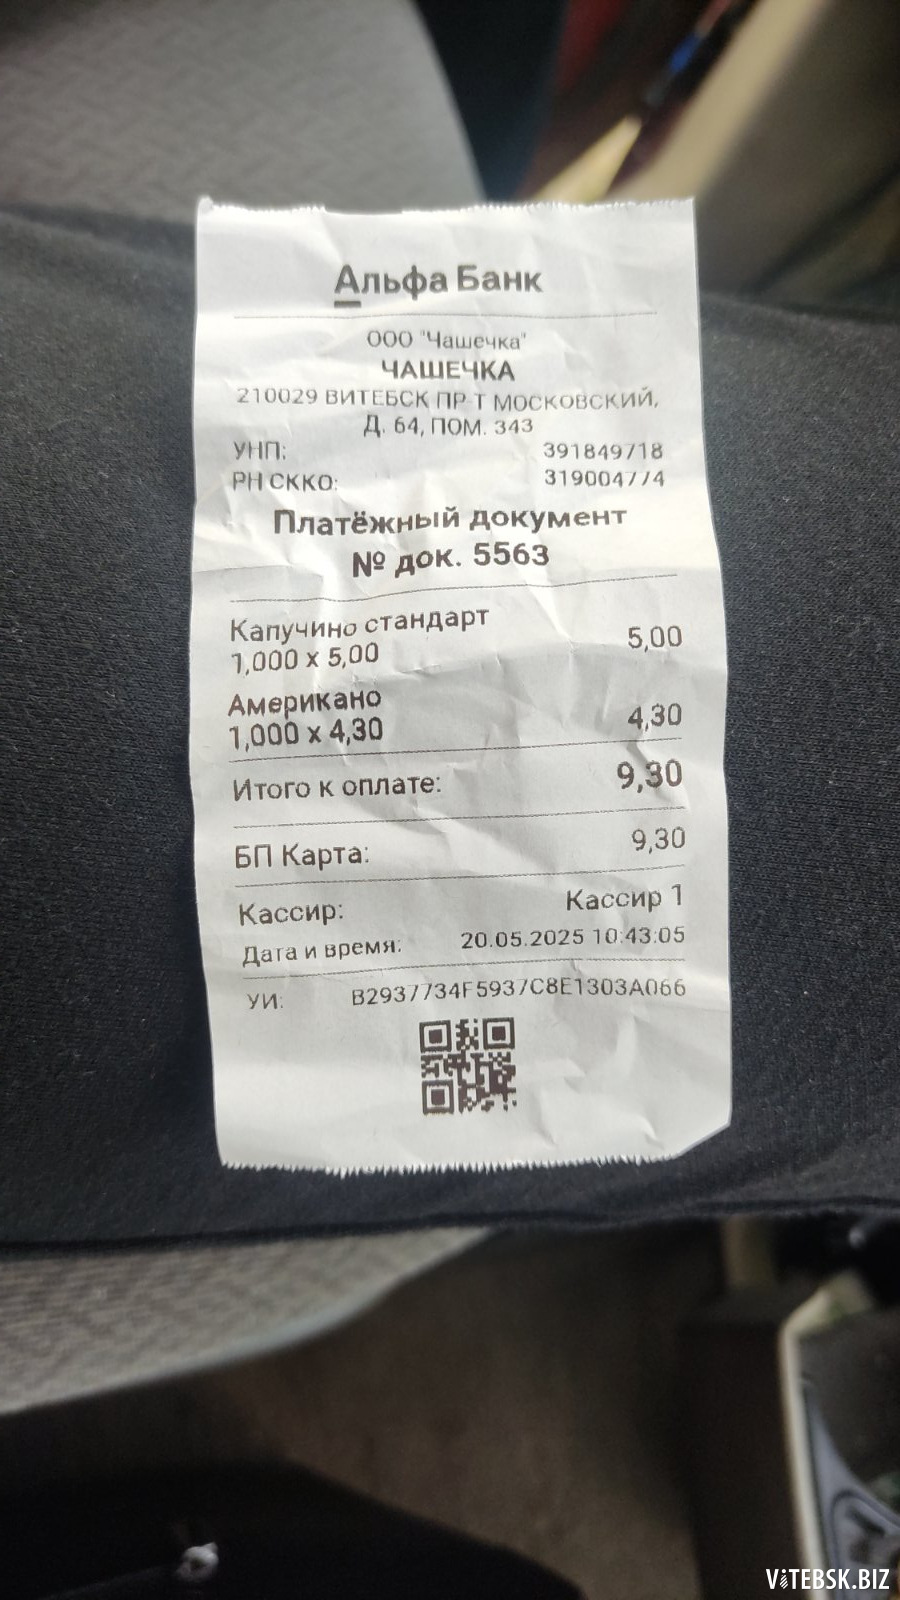 Альфа Банк
ООО "Чашечка"
ЧАШЕЧКА
210029 ВИТЕБСК ПР-Т МОСКОВСКИЙ,
Д. 64, ПОМ. 343
УНП: 391849718
РН СККО: 319004774
Платёжный документ
№ док. 5563
Капучино стандарт
1,000 x 5,00 5,00
Американо
1,000 x 4,30 4,30
Итого к оплате: 9,30
БП Карта: 9,30
Кассир: Кассир 1
Дата и время: 20.05.2025 10:43:05
УИ: B2937734F5937C8E1303A066
VITEBSK.BIZ